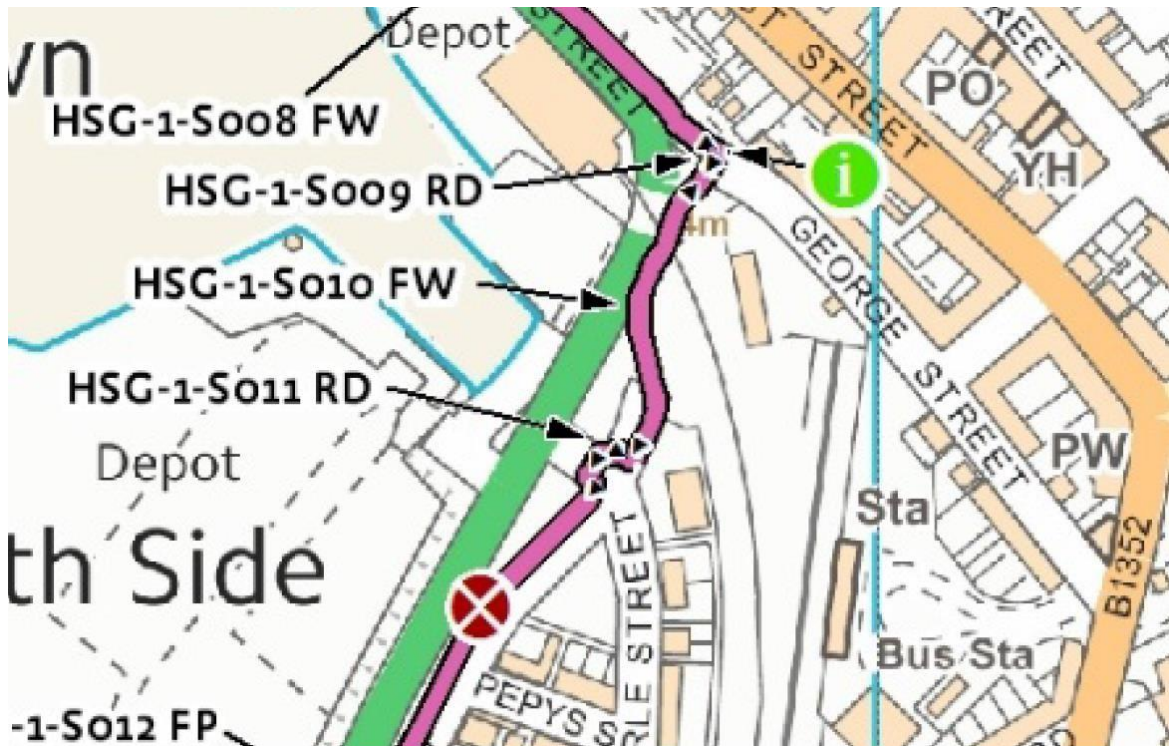 Depot
STREET
wn
STREET
STREET
PO
HSG-1-S008 FW
YH
i
HSG-1-S009 RD
4m
HSG-1-S010 FW
GEORGE STREET
HSG-1-S011 RD
Depot
PW
Sta
th Side
STREET
B1352
Bus Sta
PEPYS S
RLE
-1-S012 FP